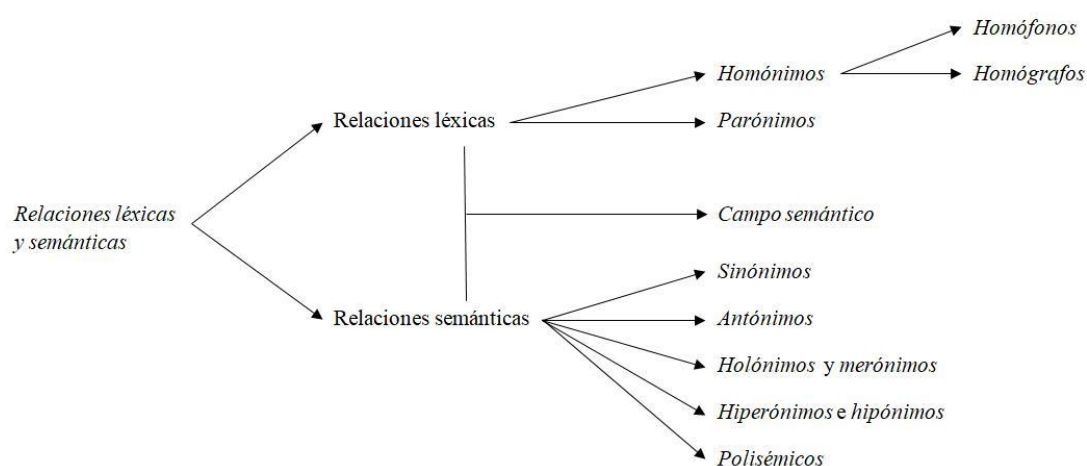 Homófonos
Homónimos
Homógrafos
Relaciones léxicas
Parónimos
Relaciones léxicas
y semánticas
Campo semántico
Sinónimos
Relaciones semánticas
Antónimos
Holónimos y merónimos
Hiperónimos e hipónimos
Polisémicos